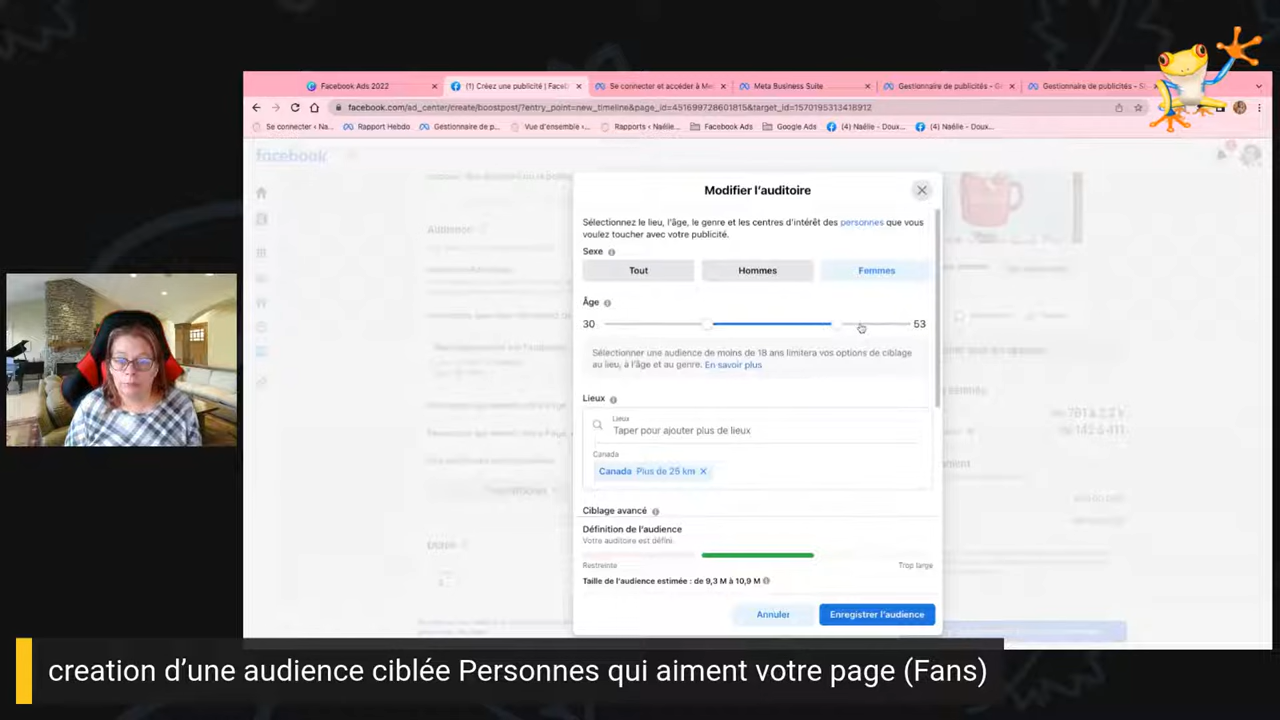 Facebook Ads 2022
(1) Créez une publicité | Faceb
Se connecter et accéder à Me
Meta Business Suite
Gestionnaire de publicités - G
Gestionnaire de publicités - S
facebook.com/ad_center/create/boostpost/?entry_point=new_timeline&page_id=451699728601815&target_id=1570195313418912
Se connecter ‹ Na...
Rapport Hebdo
Gestionnaire de p...
Vue d'ensemble ‹...
Rapports ‹ Naélie...
Facebook Ads
Google Ads
(4) Naélie - Doux...
(4) Naélie - Doux...
facebook
Modifier l'auditoire
Sélectionnez le lieu, l'âge, le genre et les centres d'intérêt des personnes que vous
voulez toucher avec votre publicité.
Sexe
Tout
Hommes
Femmes
Âge
30
53
Sélectionner une audience de moins de 18 ans limitera vos options de ciblage
au lieu, à l'âge et au genre. En savoir plus
Lieux
Lieux
Taper pour ajouter plus de lieux
Canada
Canada Plus de 25 km
Ciblage avancé
Définition de l'audience
Votre auditoire est défini.
Restreinte
Trop large
Taille de l'audience estimée : de 9,3 M à 10,9 M
Annuler
Enregistrer l'audience
creation d'une audience ciblée Personnes qui aiment votre page (Fans)